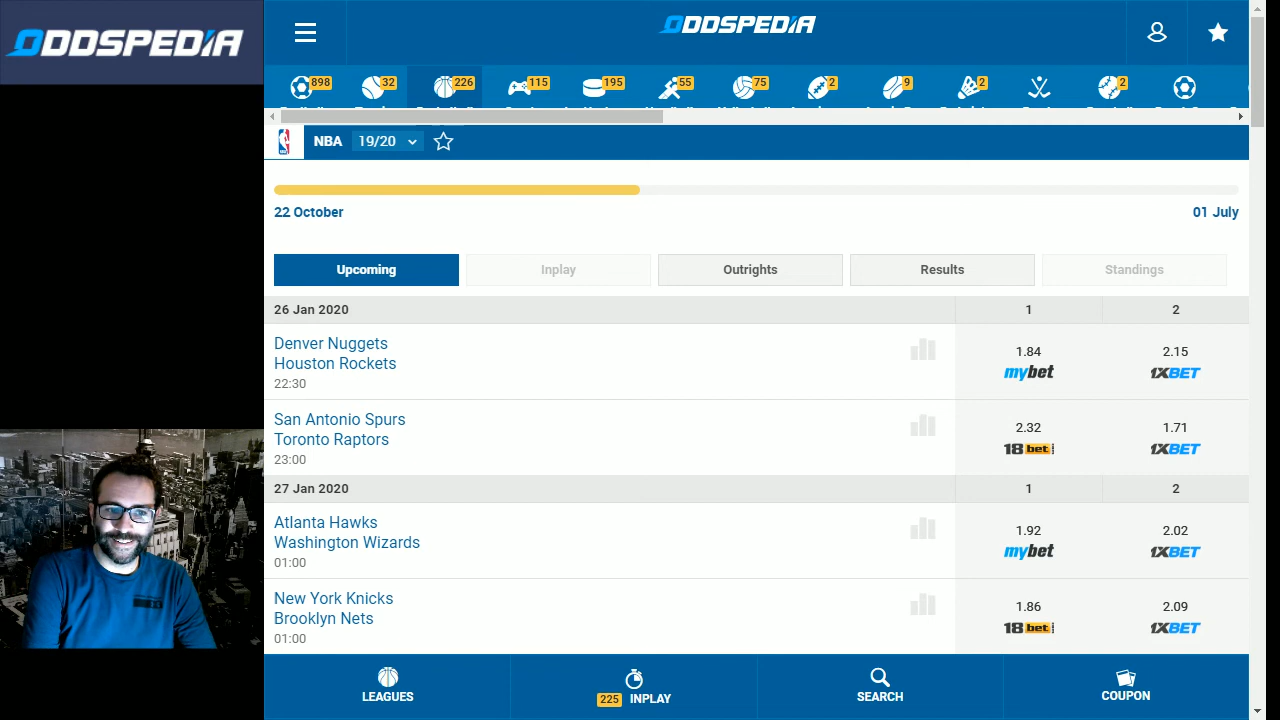 ODDSPEDIA
ODDSPEDIA
898
32
226
115
195
55
75
2
9
2
2
NBA 19/20
22 October 01 July
Upcoming Inplay Outrights Results Standings
26 Jan 2020 1 2
Denver Nuggets
Houston Rockets
22:30
1.84 2.15
mybet 1XBET
San Antonio Spurs
Toronto Raptors
23:00
2.32 1.71
18bet 1XBET
27 Jan 2020 1 2
Atlanta Hawks
Washington Wizards
01:00
1.92 2.02
mybet 1XBET
New York Knicks
Brooklyn Nets
01:00
1.86 2.09
18bet 1XBET
LEAGUES 225 INPLAY SEARCH COUPON